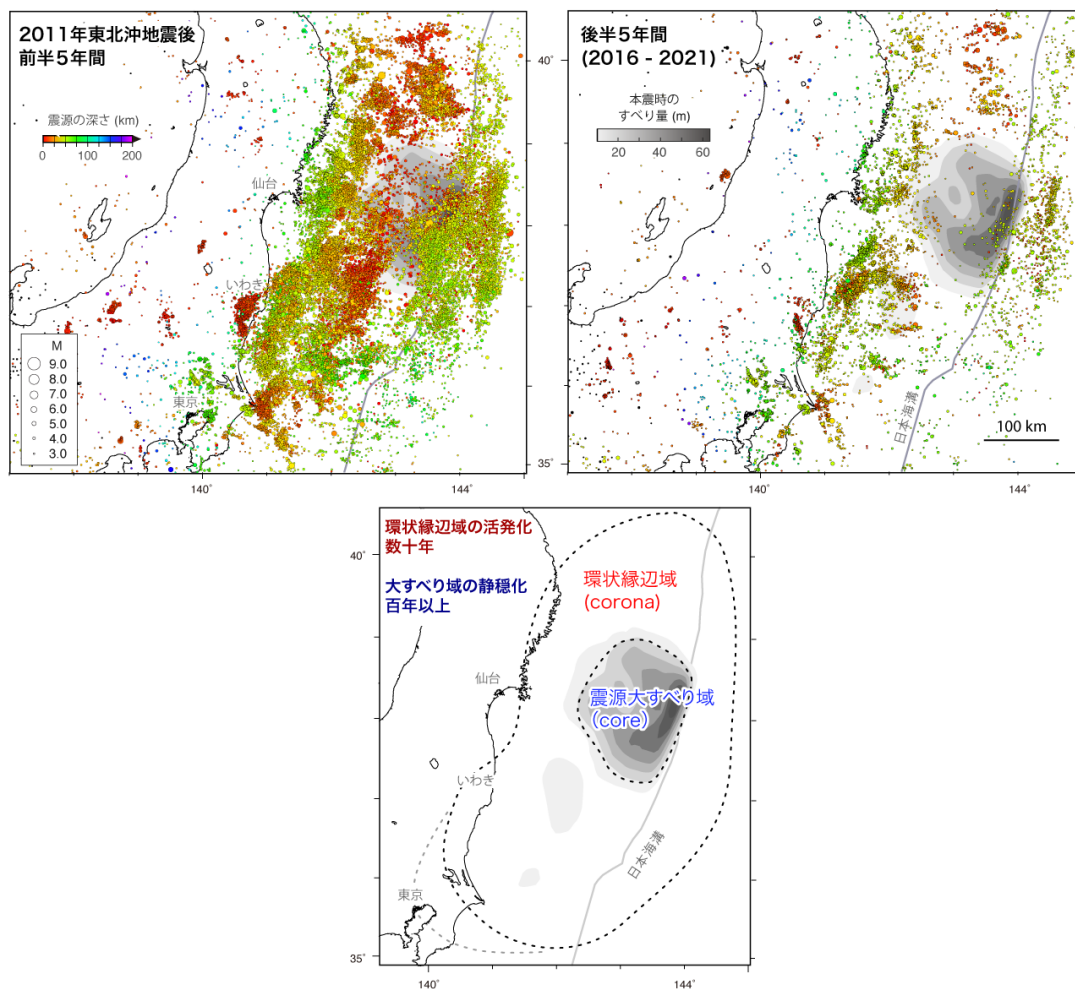 2011年東北沖地震後
前半5年間
震源の深さ (km)
0 100 200
仙台
いわき
東京
M
9.0
8.0
7.0
6.0
5.0
4.0
3.0
40°
35°
140°
144°
後半5年間
(2016 - 2021)
本震時の
すべり量 (m)
20 40 60
日本海溝
100 km
40°
35°
140°
144°
環状縁辺域の活発化
数十年
大すべり域の静穏化
百年以上
環状縁辺域
(corona)
震源大すべり域
（core）
仙台
いわき
東京
日本海溝
40°
35°
140°
144°